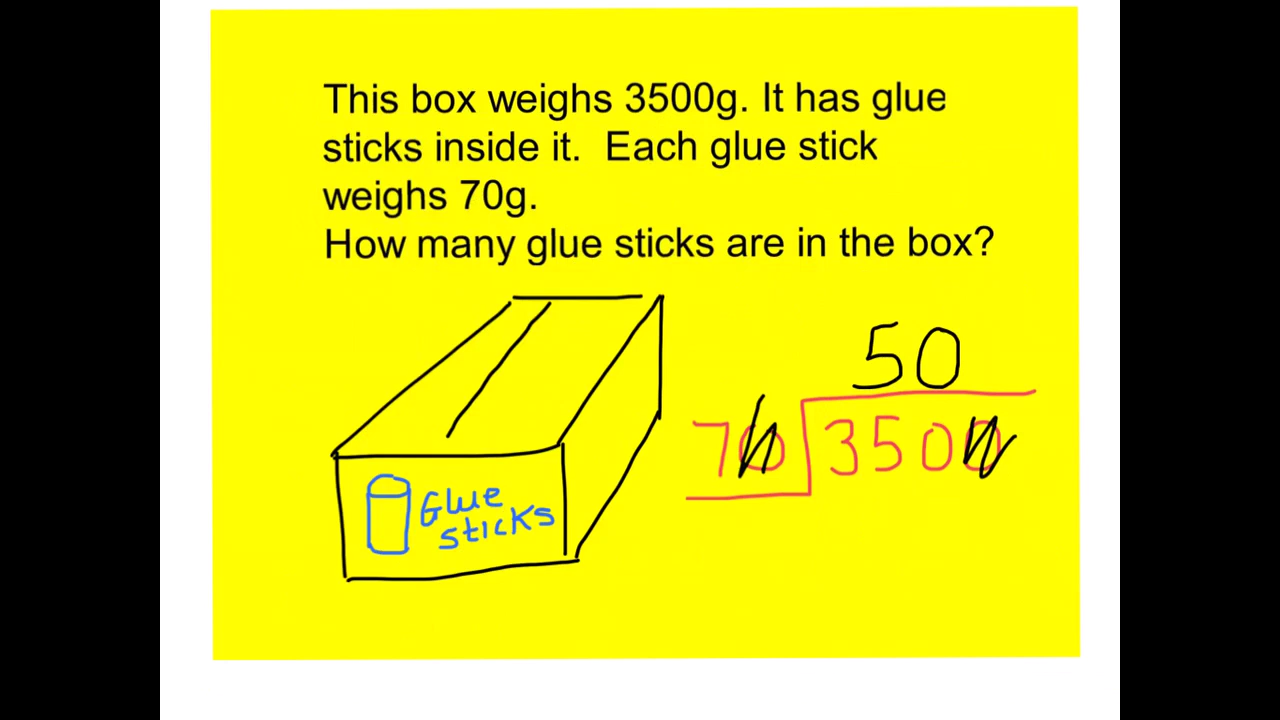 This box weighs 3500g. It has glue
sticks inside it.  Each glue stick
weighs 70g.
How many glue sticks are in the box?
50
70 3500
Glue
sticks